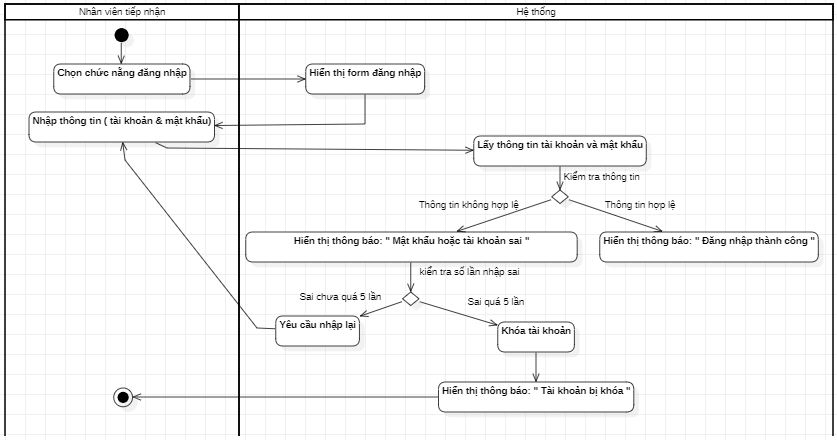 Nhân viên tiếp nhận
Hệ thống
Chọn chức nằng đăng nhập
Hiển thị form đăng nhập
Nhập thông tin ( tài khoản & mật khẩu)
Lấy thông tin tài khoản và mật khẩu
Kiểm tra thông tin
Thông tin không hợp lệ
Thông tin hợp lệ
Hiển thị thông báo: " Mật khẩu hoặc tài khoản sai "
Hiển thị thông báo: " Đăng nhập thành công "
kiển tra số lần nhập sai
Sai chưa quá 5 lần
Sai quá 5 lần
Yêu cầu nhập lại
Khóa tài khoản
Hiển thị thông báo: " Tài khoản bị khóa "